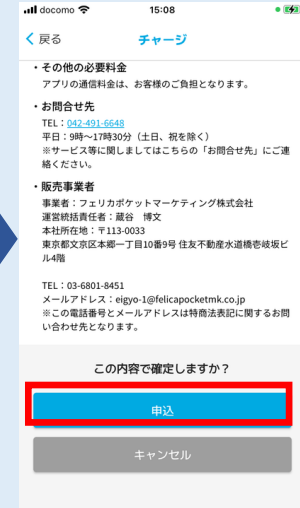 docomo 15:08
戻る チャージ
・その他の必要料金
アプリの通信料金は、お客様のご負担となります。
・お問合せ先
TEL：042-491-6648
平日：9時〜17時30分（土日、祝を除く）
※サービス等に関しましてはこちらの「お問合せ先」にご連
絡ください。
・販売事業者
事業者：フェリカポケットマーケティング株式会社
運営統括責任者：蔵谷　博文
本社所在地：〒113-0033
東京都文京区本郷一丁目10番9号 住友不動産水道橋壱岐坂ビ
ル4階
TEL：03-6801-8451
メールアドレス：eigyo-1@felicapocketmk.co.jp
※この電話番号とメールアドレスは特商法表記に関するお問
い合わせ先となります。
この内容で確定しますか？
申込
キャンセル